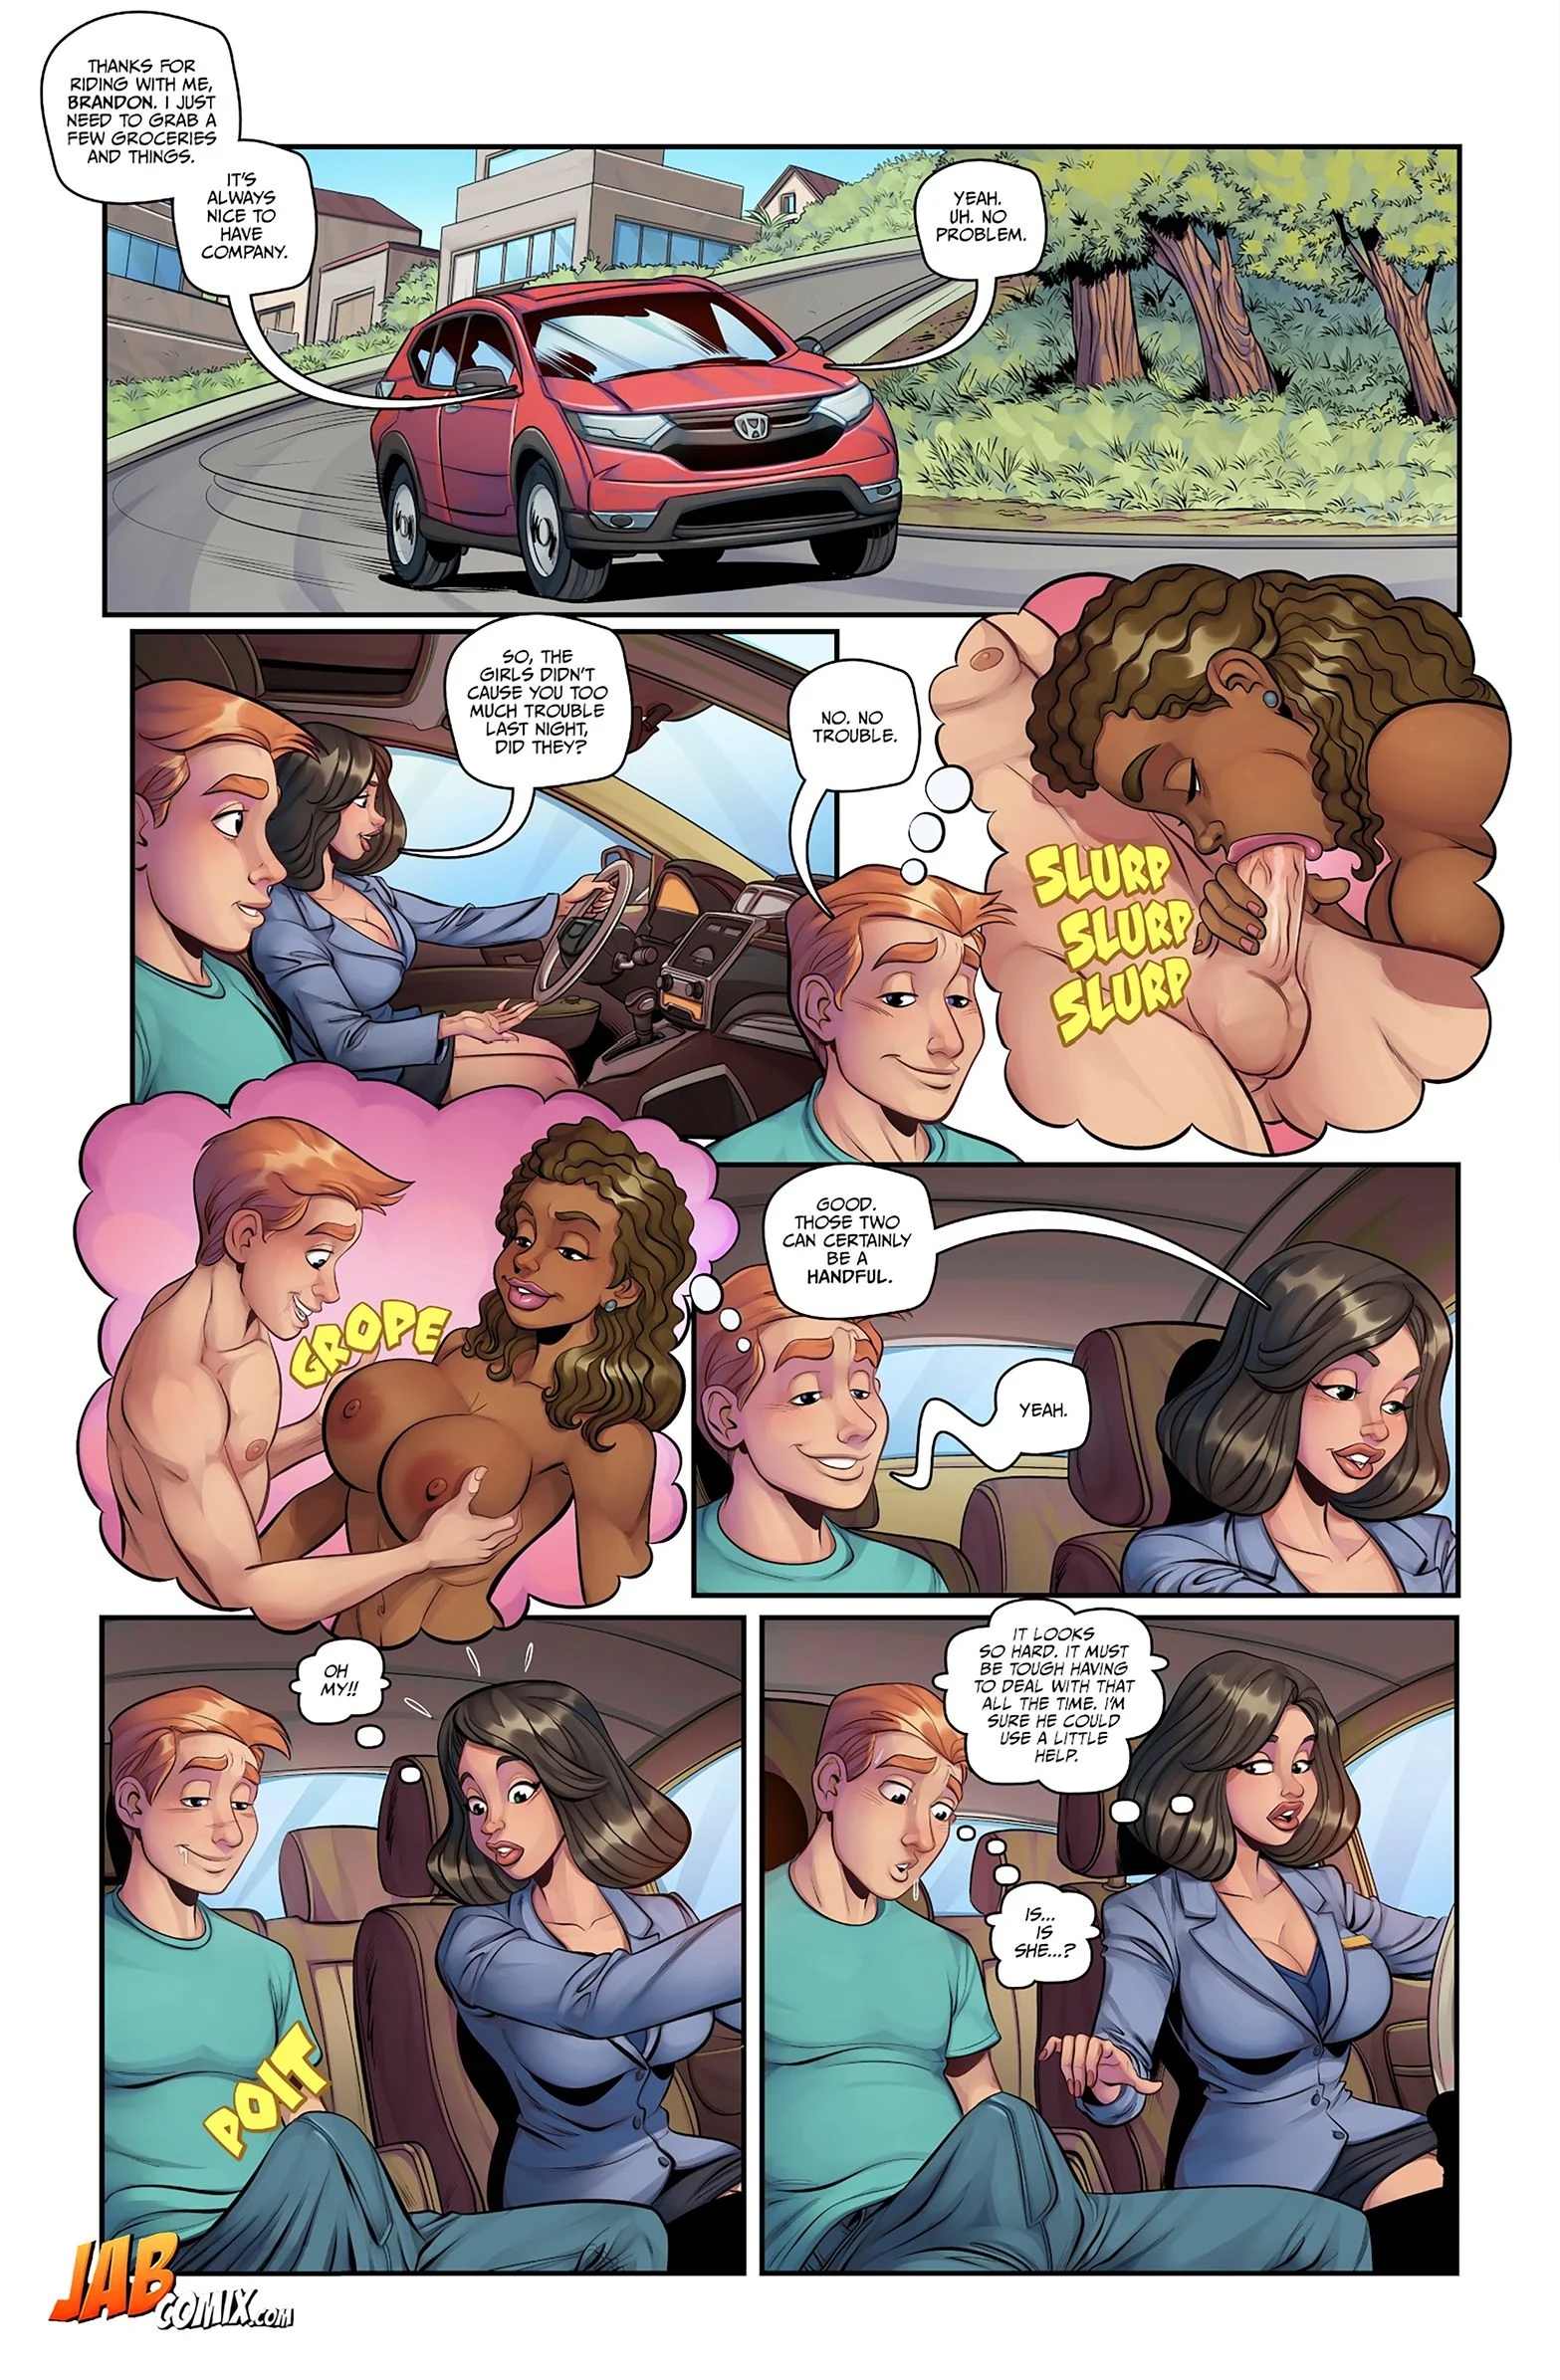 THANKS FOR
RIDING WITH ME,
BRANDON. I JUST
NEED TO GRAB A
FEW GROCERIES
AND THINGS.
IT'S
ALWAYS
NICE TO
HAVE
COMPANY.
YEAH.
UH. NO
PROBLEM.
SO, THE
GIRLS DIDN'T
CAUSE YOU TOO
MUCH TROUBLE
LAST NIGHT,
DID THEY?
NO. NO
TROUBLE.
SLURP
SLURP
SLURP
GROPE
GOOD.
THOSE TWO
CAN CERTAINLY
BE A
HANDFUL.
YEAH.
OH
MY!!
POIT
IT LOOKS
SO HARD. IT MUST
BE TOUGH HAVING
TO DEAL WITH THAT
ALL THE TIME. I'M
SURE HE COULD
USE A LITTLE
HELP.
IS...
IS
SHE...?
JAB
COMIX.COM